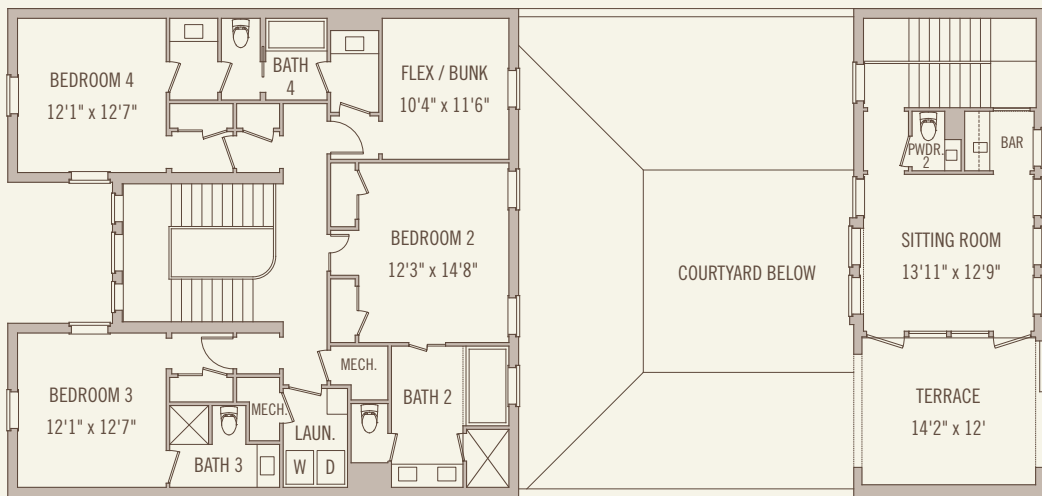 BEDROOM 4
12'1" x 12'7"
BATH
4
FLEX / BUNK
10'4" x 11'6"
PWDR.
2
BAR
BEDROOM 2
12'3" x 14'8"
COURTYARD BELOW
SITTING ROOM
13'11" x 12'9"
MECH.
BEDROOM 3
12'1" x 12'7"
MECH.
LAUN.
BATH 2
TERRACE
14'2" x 12'
BATH 3
W
D